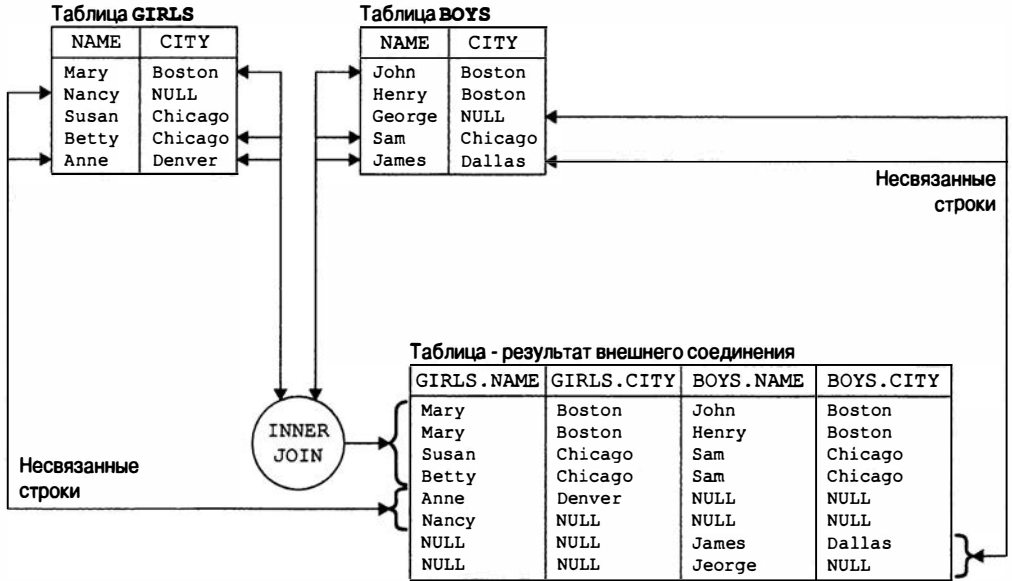 Таблица GIRLS
NAME CITY
Mary Boston
Nancy NULL
Susan Chicago
Betty Chicago
Anne Denver
Таблица BOYS
NAME CITY
John Boston
Henry Boston
George NULL
Sam Chicago
James Dallas
Несвязанные
строки
INNER
JOIN
Несвязанные
строки
Таблица - результат внешнего соединения
GIRLS.NAME GIRLS.CITY BOYS.NAME BOYS.CITY
Mary Boston John Boston
Mary Boston Henry Boston
Susan Chicago Sam Chicago
Betty Chicago Sam Chicago
Anne Denver NULL NULL
Nancy NULL NULL NULL
NULL NULL James Dallas
NULL NULL Jeorge NULL